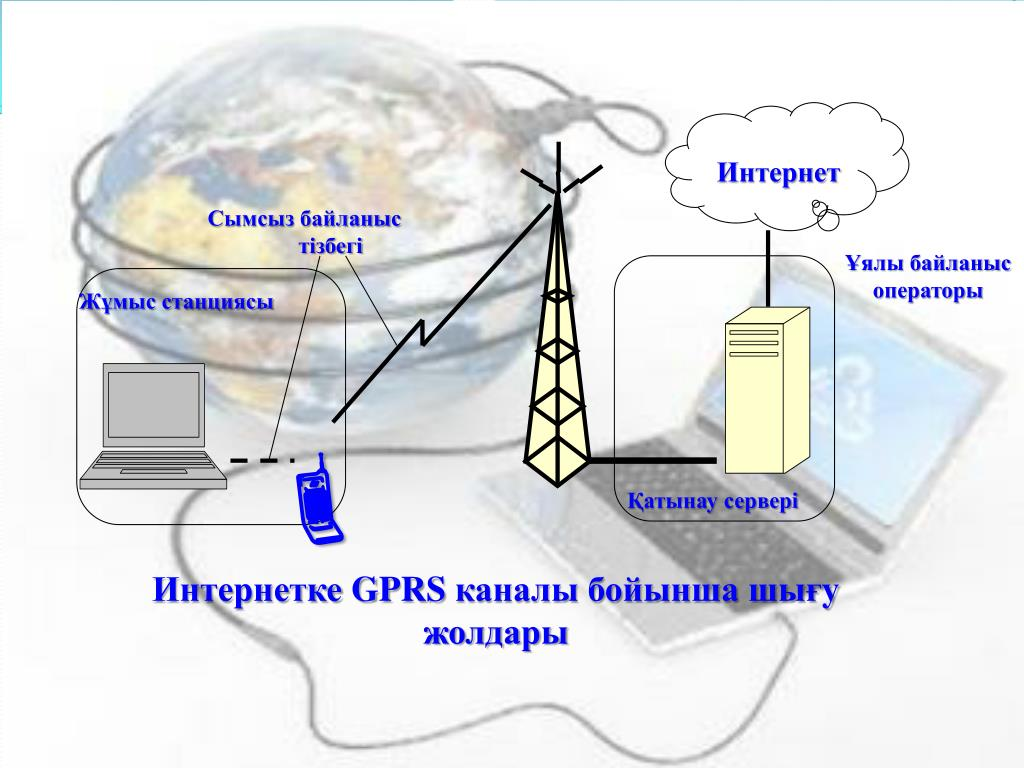 Интернет
Сымсыз байланыс
тізбегі
Ұялы байланыс
операторы
Жұмыс станциясы
Қатынау сервері
Интернетке GPRS каналы бойынша шығу
жолдары